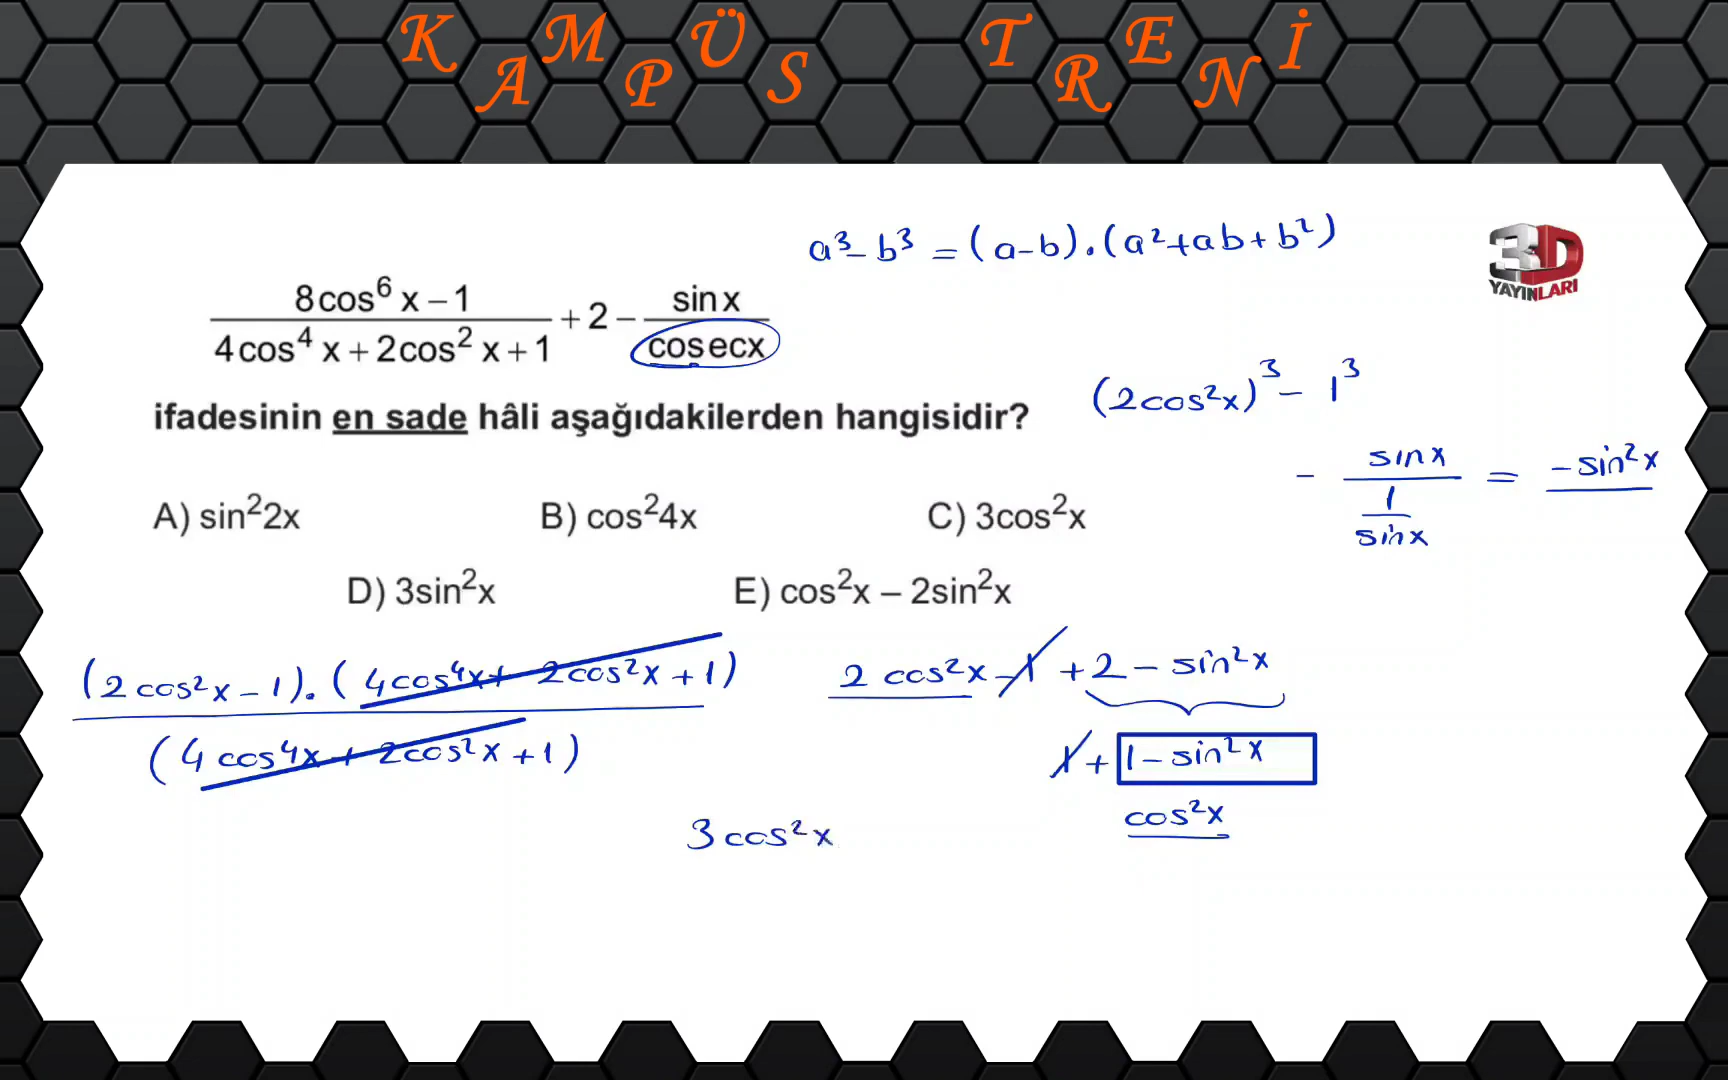 KAMPÜS TRENİ
a³ - b³ = (a-b).(a²+ab+b²)
3D
YAYINLARI
8cos⁶x – 1 / 4cos⁴x + 2cos²x + 1 + 2 – sinx / cosecx
(2cos²x)³ - 1³
ifadesinin en sade hâli aşağıdakilerden hangisidir?
- sinx / 1/sinx = -sin²x
A) sin²2x B) cos²4x C) 3cos²x
D) 3sin²x E) cos²x – 2sin²x
(2cos²x-1).(4cos⁴x+2cos²x+1) / (4cos⁴x+2cos²x+1)
2cos²x-1+2-sin²x
1+1-sin²x
cos²x
3cos²x